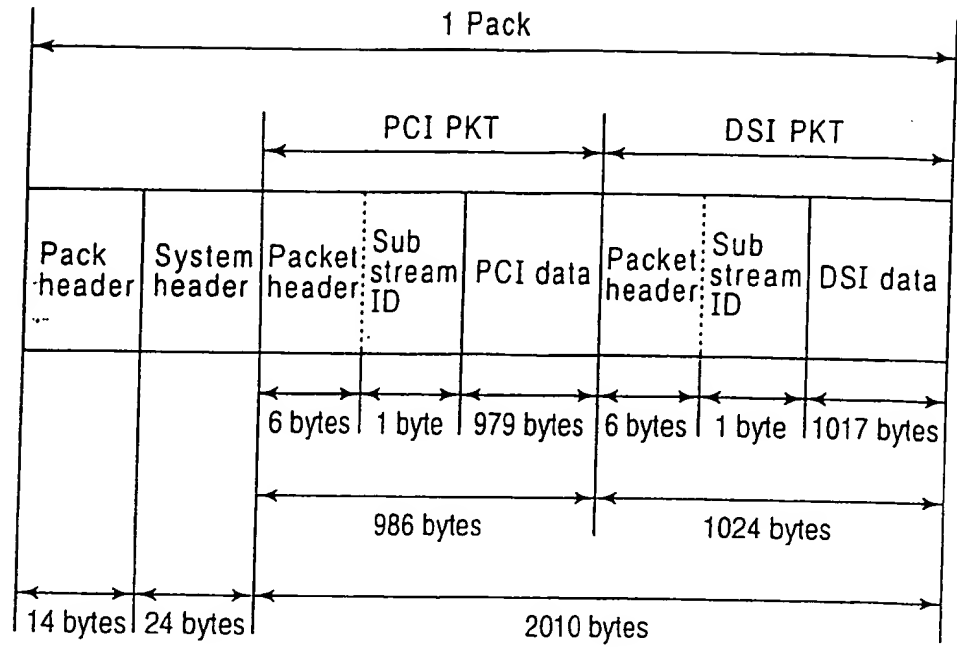 1 Pack
PCI PKT
DSI PKT
Pack
header
System
header
Packet
header
Sub
stream
ID
PCI data
Packet
header
Sub
stream
ID
DSI data
6 bytes
1 byte
979 bytes
6 bytes
1 byte
1017 bytes
986 bytes
1024 bytes
14 bytes
24 bytes
2010 bytes